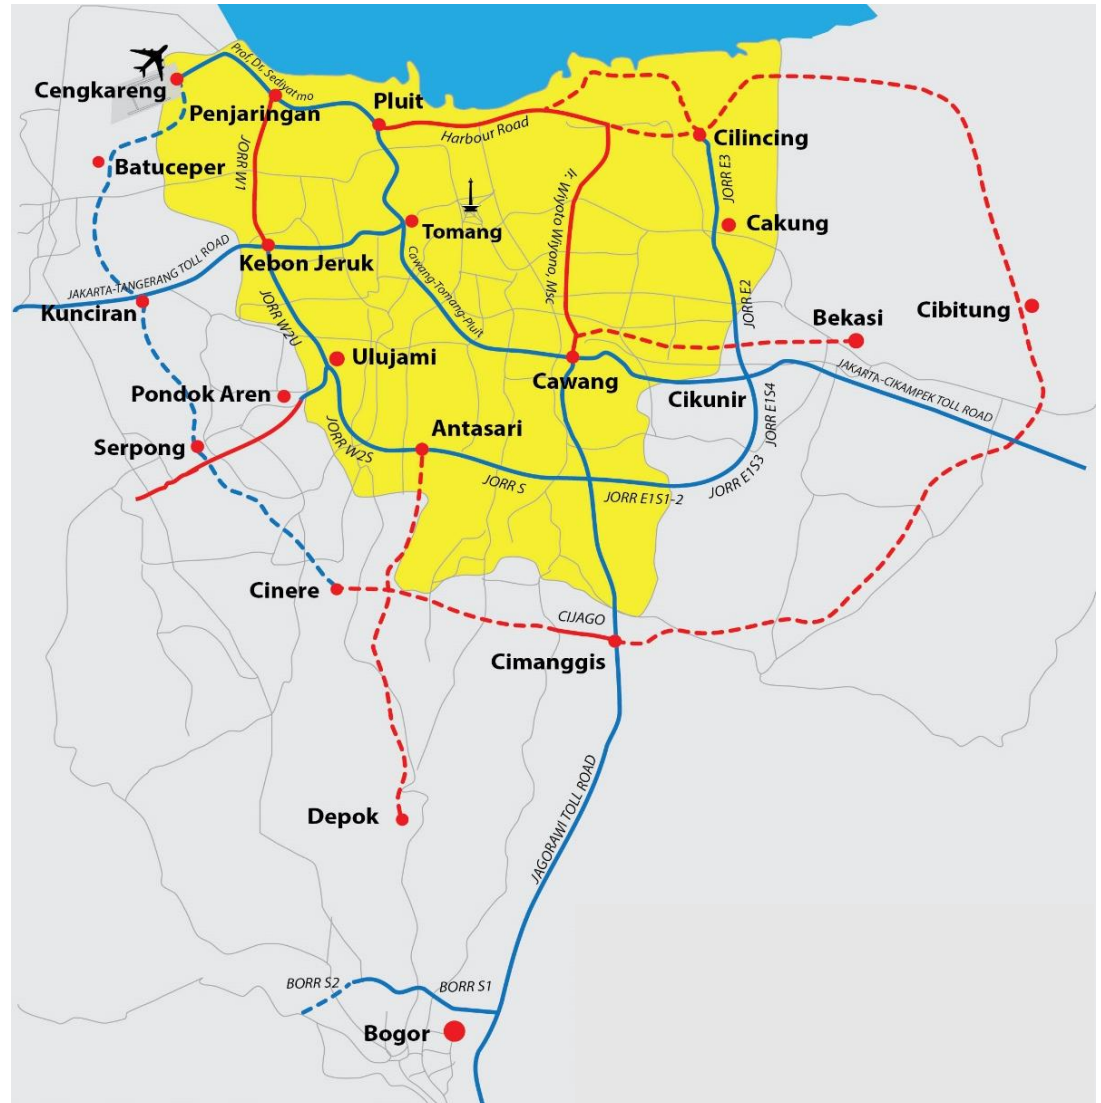 Prof, Dr, Sediyatmo
Cengkareng
Penjaringan
Pluit
Harbour Road
Cilincing
Batuceper
JORR W1
Ir. Wiyoto Wiyono, Msc
JORR E3
Tomang
Cakung
JAKARTA-TANGERANG TOLL ROAD
Kebon Jeruk
Cawang-Tomang-Pluit
JORR E2
Kunciran
JORR W2U
Bekasi
Cibitung
Ulujami
Cawang
Cikunir
JAKARTA-CIKAMPEK TOLL ROAD
Pondok Aren
JORR E1S4
Serpong
JORR W2S
Antasari
JORR S
JORR E1S1-2
JORR E1S3
Cinere
CIJAGO
Cimanggis
Depok
JAGORAWI TOLL ROAD
BORR S2
BORR S1
Bogor